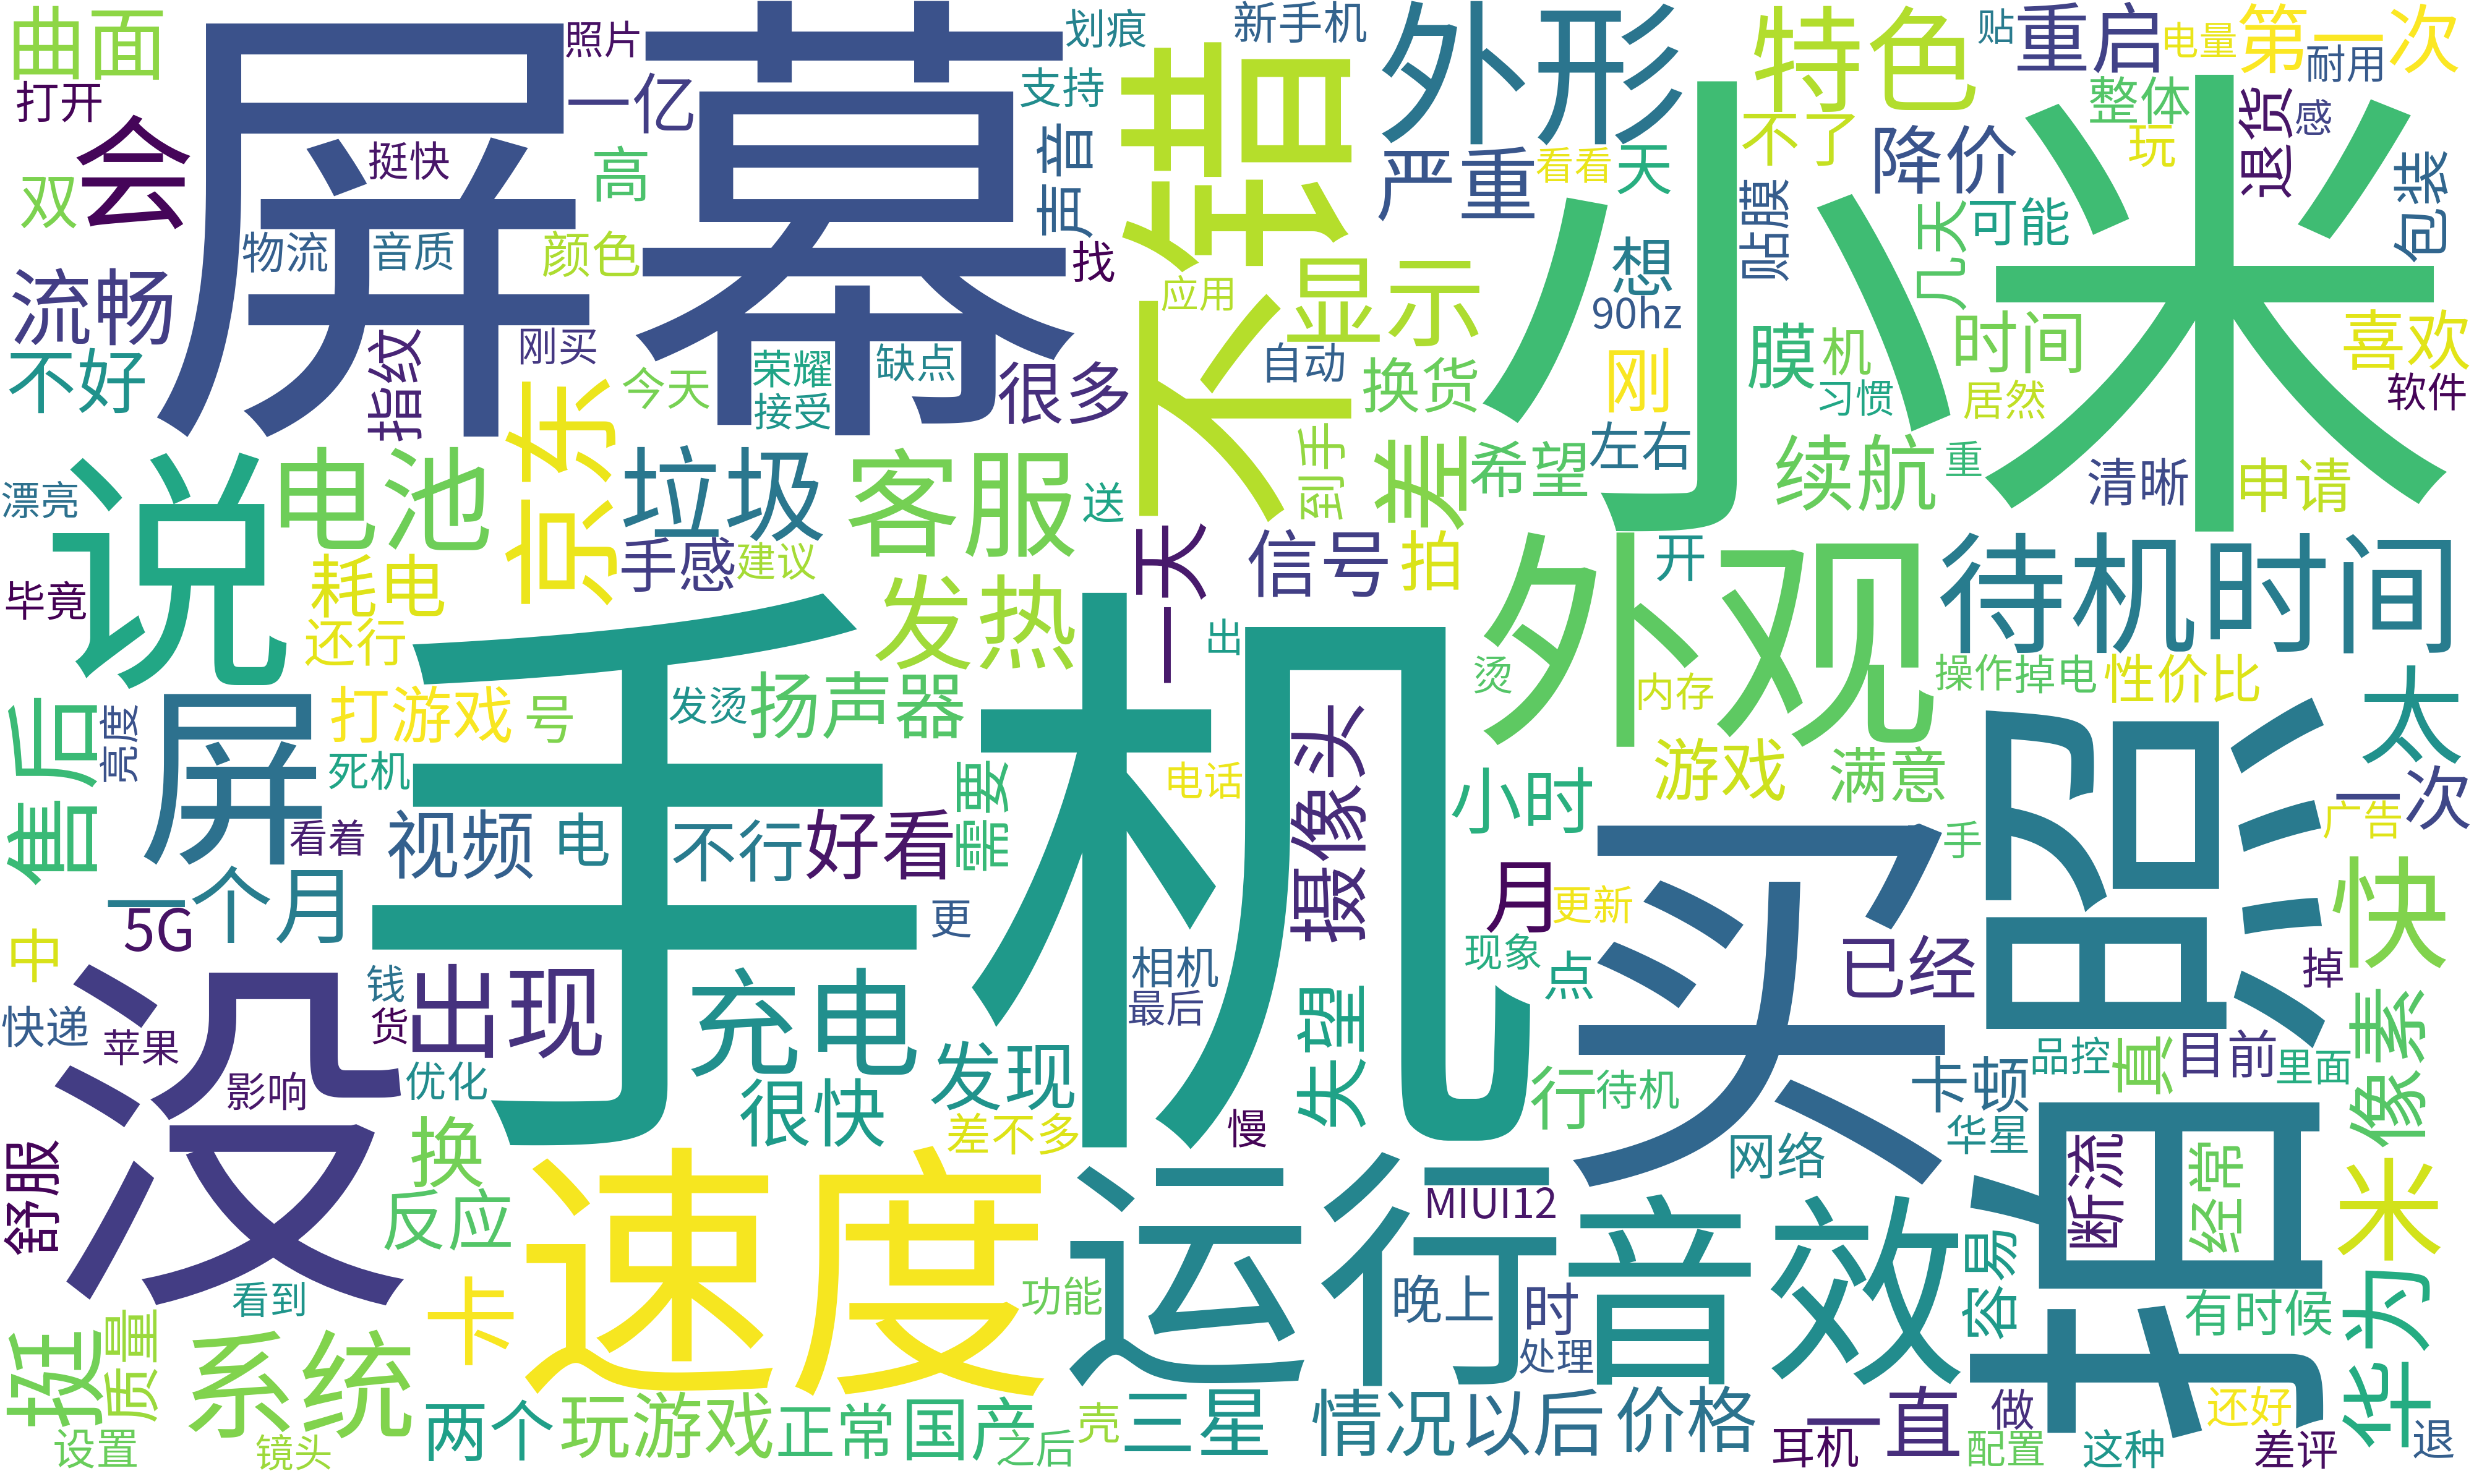 曲面
屏幕
照片
划痕
新手机
不错
外形
特色
贴
重启
电量
第一次
耐用
打开
会
一亿
支持
严重
看看
天
不了
降价
整体
玩
退货
感
双
挺快
高
声音
小米
贴膜
几天
可能
包装
物流
音质
颜色
找
应用
显示
想
90hz
流畅
指纹
刚买
不好
今天
荣耀
接受
缺点
很多
自动
换货
刚
膜
机
习惯
时间
居然
喜欢
软件
京东
到手
差
希望
左右
续航
重
清晰
申请
漂亮
说
电池
垃圾
客服
送
一天
信号
拍
外观
开
待机时间
毕竟
耗电
还行
手感
建议
发热
手机
出
烫
内存
操作
掉电
性价比
太
售后
亮度
屏
打游戏
号
发烫
扬声器
摄像头
游戏
满意
拍照
一次
广告
死机
看着
视频
电
不行
好看
需要
电话
小时
买
手
快
一个月
5G
中
更
月
更新
没
钱
货
出现
充电
相机
最后
失望
现象
点
已经
掉
像素
快递
苹果
影响
优化
很快
发现
差不多
慢
行
待机
卡顿
华星
品控
真
目前
里面
舒服
换
反应
速度
运行
MIUI12
网络
音效
容易
断流
经常
米
华为
看到
卡
功能
晚上
时
处理
有时候
挺
质量
系统
设置
镜头
两个
玩游戏
正常
国产
之后
壳
三星
情况
以后
价格
耳机
一直
做
配置
这种
还好
差评
退
中